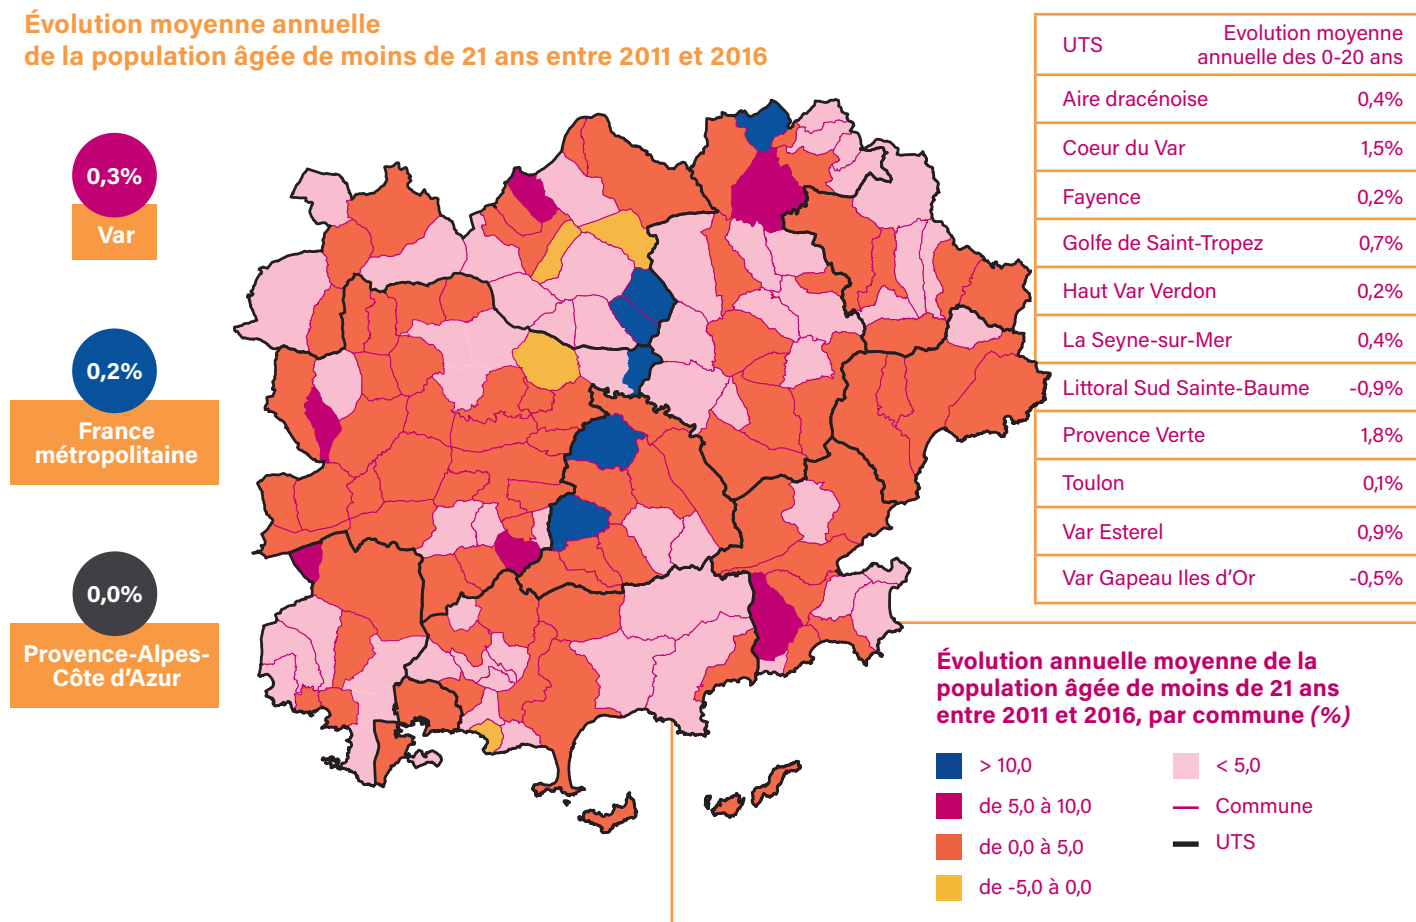 Évolution moyenne annuelle
de la population âgée de moins de 21 ans entre 2011 et 2016
0,3%
Var
0,2%
France
métropolitaine
0,0%
Provence-Alpes-
Côte d'Azur
UTS
Evolution moyenne
annuelle des 0-20 ans
Aire dracénoise 0,4%
Coeur du Var 1,5%
Fayence 0,2%
Golfe de Saint-Tropez 0,7%
Haut Var Verdon 0,2%
La Seyne-sur-Mer 0,4%
Littoral Sud Sainte-Baume -0,9%
Provence Verte 1,8%
Toulon 0,1%
Var Esterel 0,9%
Var Gapeau Iles d'Or -0,5%
Évolution annuelle moyenne de la
population âgée de moins de 21 ans
entre 2011 et 2016, par commune (%)
> 10,0
de 5,0 à 10,0
de 0,0 à 5,0
de -5,0 à 0,0
< 5,0
Commune
UTS